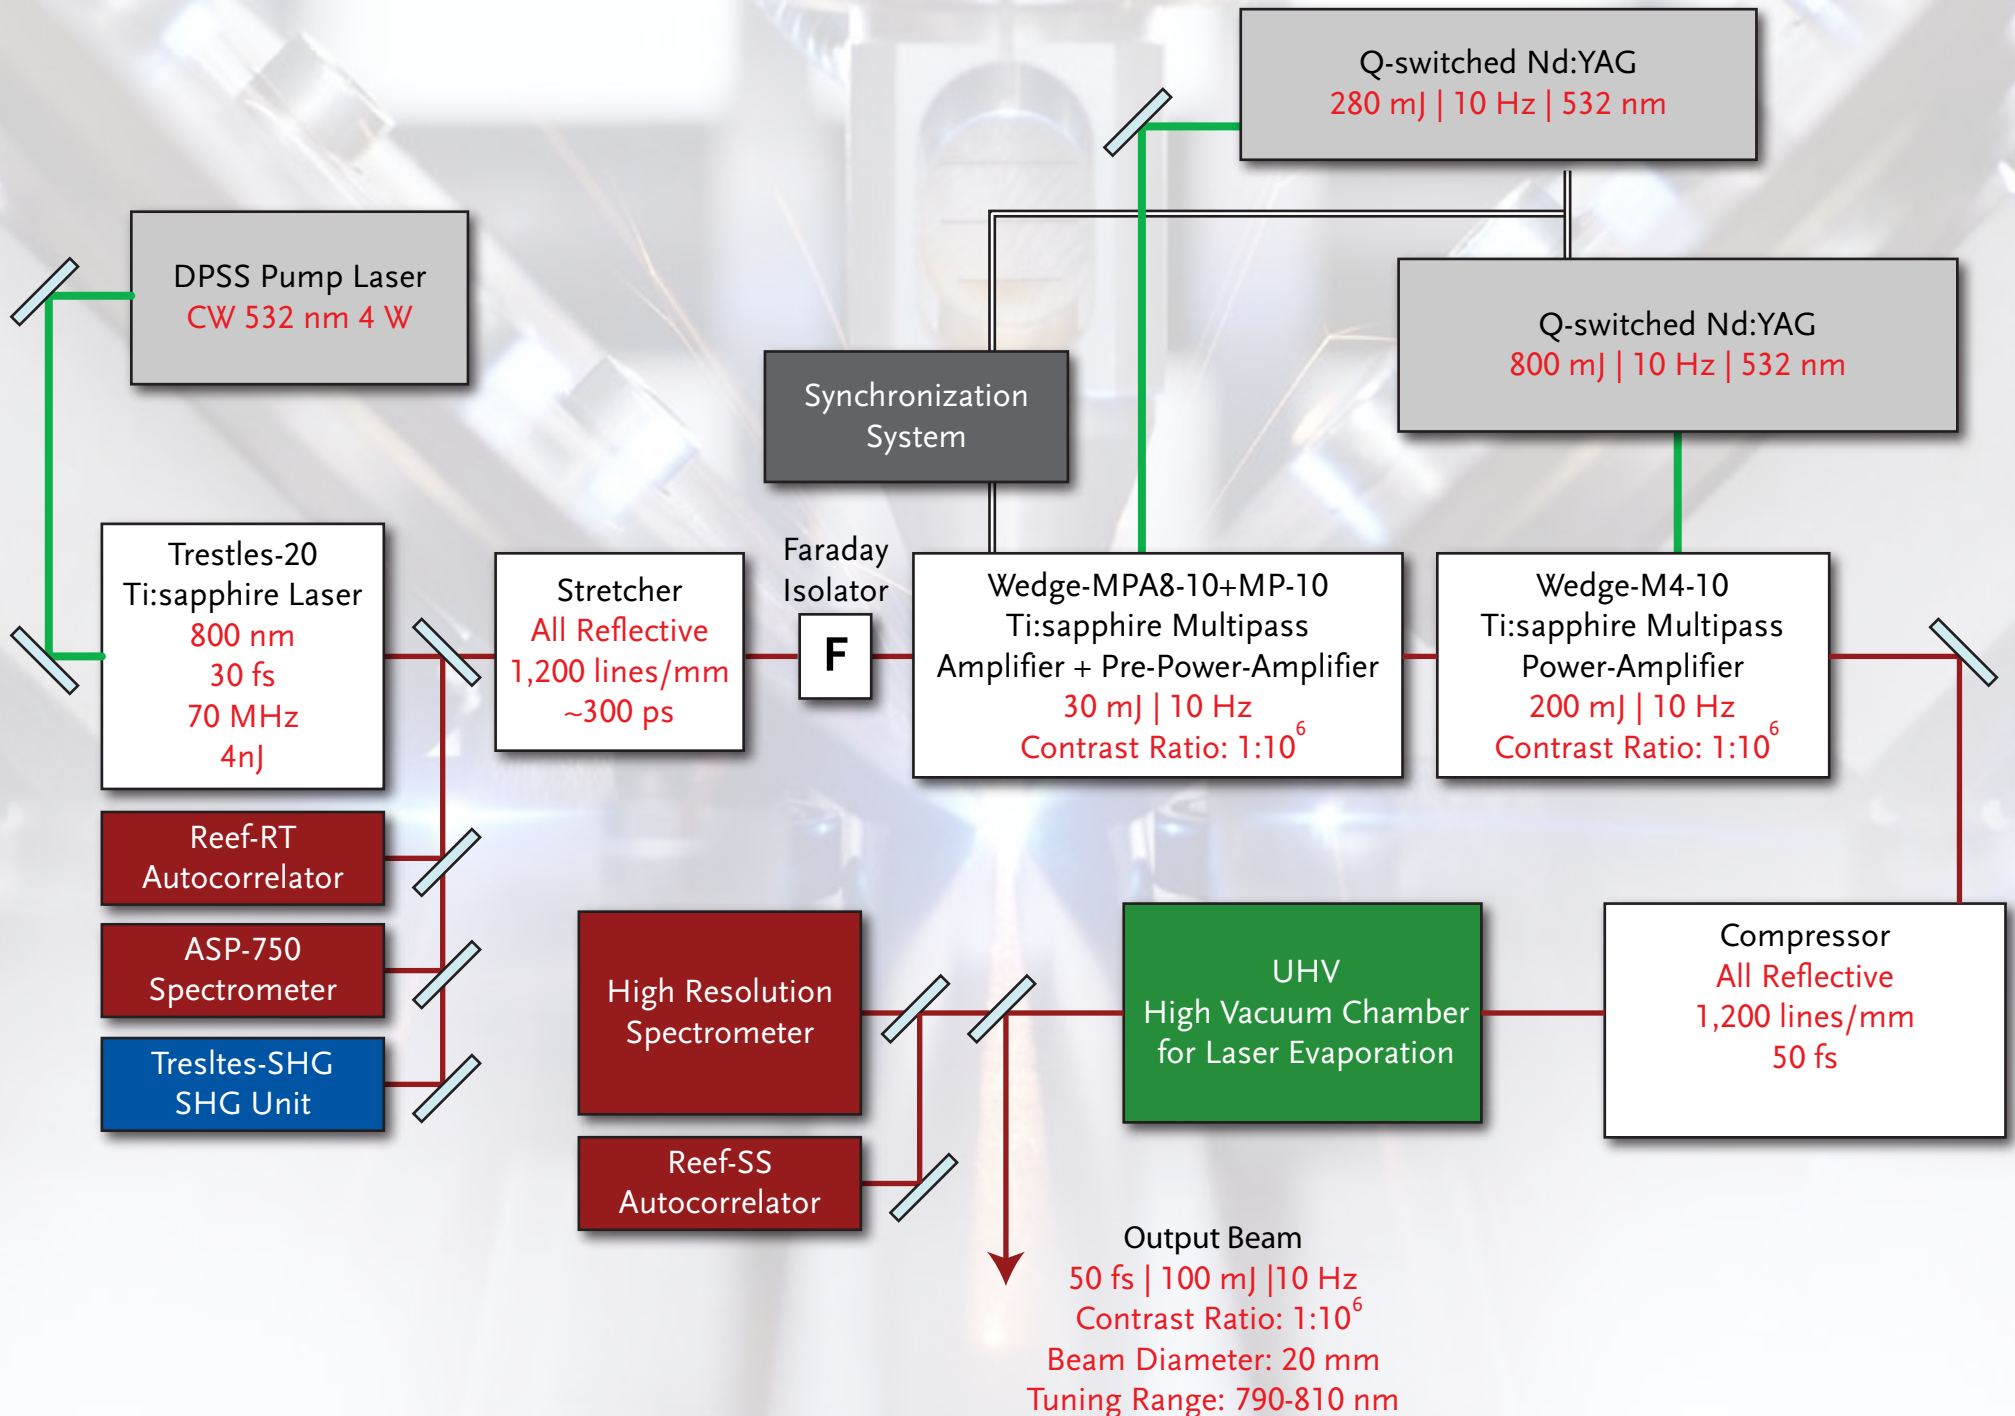 Q-switched Nd:YAG
280 mJ | 10 Hz | 532 nm
DPSS Pump Laser
CW 532 nm 4 W
Q-switched Nd:YAG
800 mJ | 10 Hz | 532 nm
Synchronization
System
Trestles-20
Ti:sapphire Laser
800 nm
30 fs
70 MHz
4nJ
Stretcher
All Reflective
1,200 lines/mm
~300 ps
Faraday
Isolator
F
Wedge-MPA8-10+MP-10
Ti:sapphire Multipass
Amplifier + Pre-Power-Amplifier
30 mJ | 10 Hz
Contrast Ratio: 1:10⁶
Wedge-M4-10
Ti:sapphire Multipass
Power-Amplifier
200 mJ | 10 Hz
Contrast Ratio: 1:10⁶
Reef-RT
Autocorrelator
ASP-750
Spectrometer
Tresltes-SHG
SHG Unit
High Resolution
Spectrometer
Reef-SS
Autocorrelator
UHV
High Vacuum Chamber
for Laser Evaporation
Compressor
All Reflective
1,200 lines/mm
50 fs
Output Beam
50 fs | 100 mJ |10 Hz
Contrast Ratio: 1:10⁶
Beam Diameter: 20 mm
Tuning Range: 790-810 nm